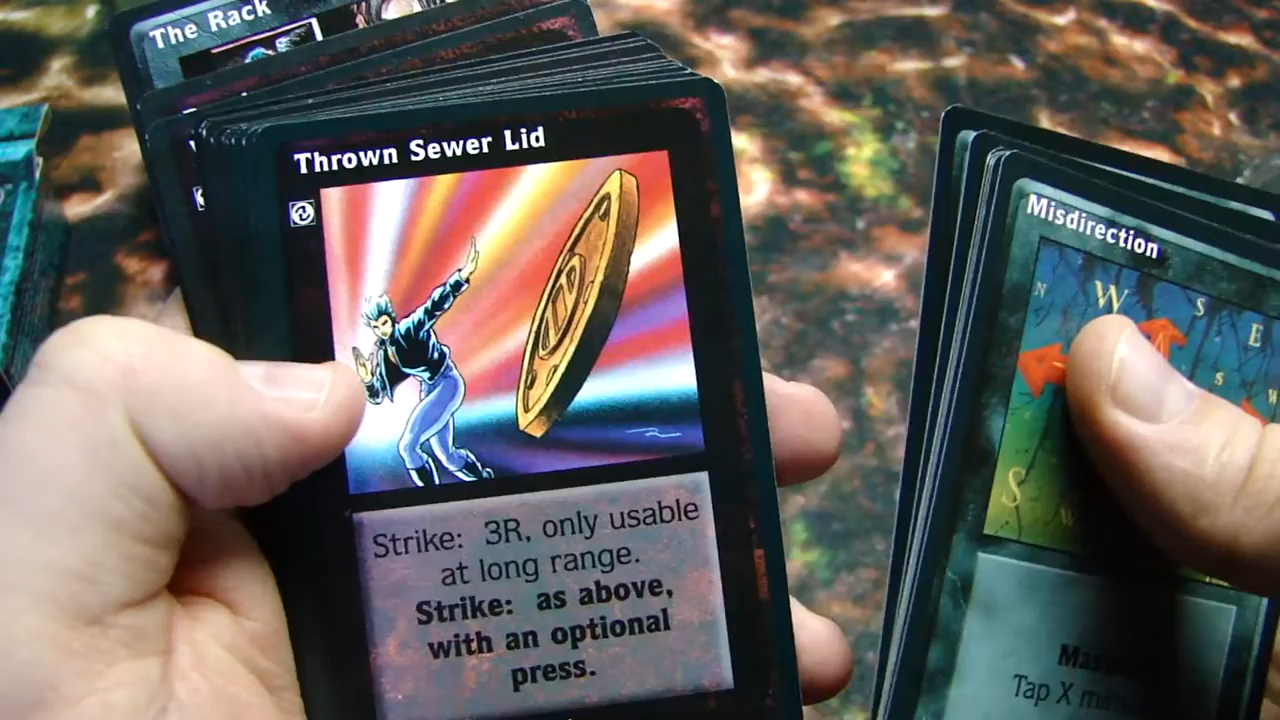 The Rack
Thrown Sewer Lid
Strike: 3R, only usable
at long range.
Strike: as above,
with an optional
press.
Misdirection
N W S
E
S W
S W
Tap X